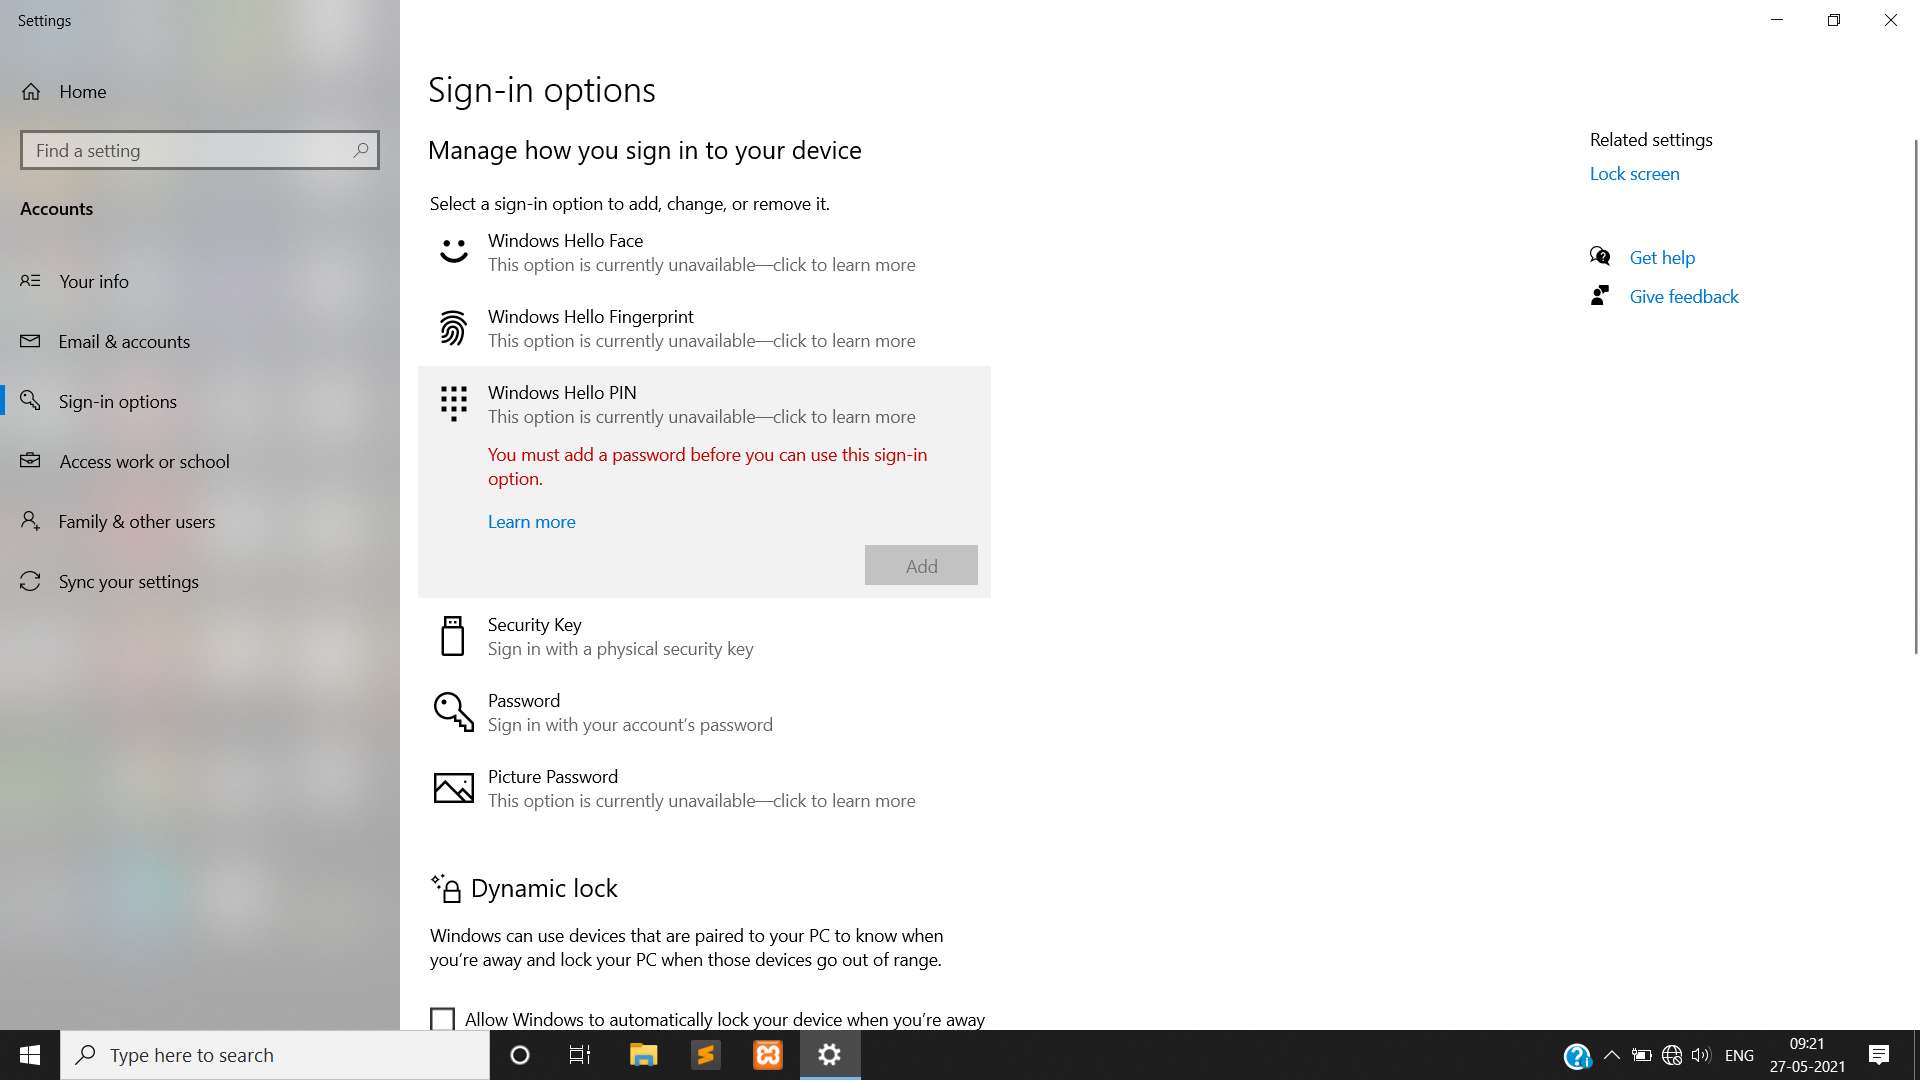 Settings
Home
Find a setting
Accounts
Your info
Email & accounts
Sign-in options
Access work or school
Family & other users
Sync your settings
Sign-in options
Manage how you sign in to your device
Select a sign-in option to add, change, or remove it.
Windows Hello Face
This option is currently unavailable—click to learn more
Windows Hello Fingerprint
This option is currently unavailable—click to learn more
Windows Hello PIN
This option is currently unavailable—click to learn more
You must add a password before you can use this sign-in
option.
Learn more
Add
Security Key
Sign in with a physical security key
Password
Sign in with your account's password
Picture Password
This option is currently unavailable—click to learn more
Dynamic lock
Windows can use devices that are paired to your PC to know when
you're away and lock your PC when those devices go out of range.
Allow Windows to automatically lock your device when you're away
Related settings
Lock screen
Get help
Give feedback
Type here to search
ENG
09:21
27-05-2021